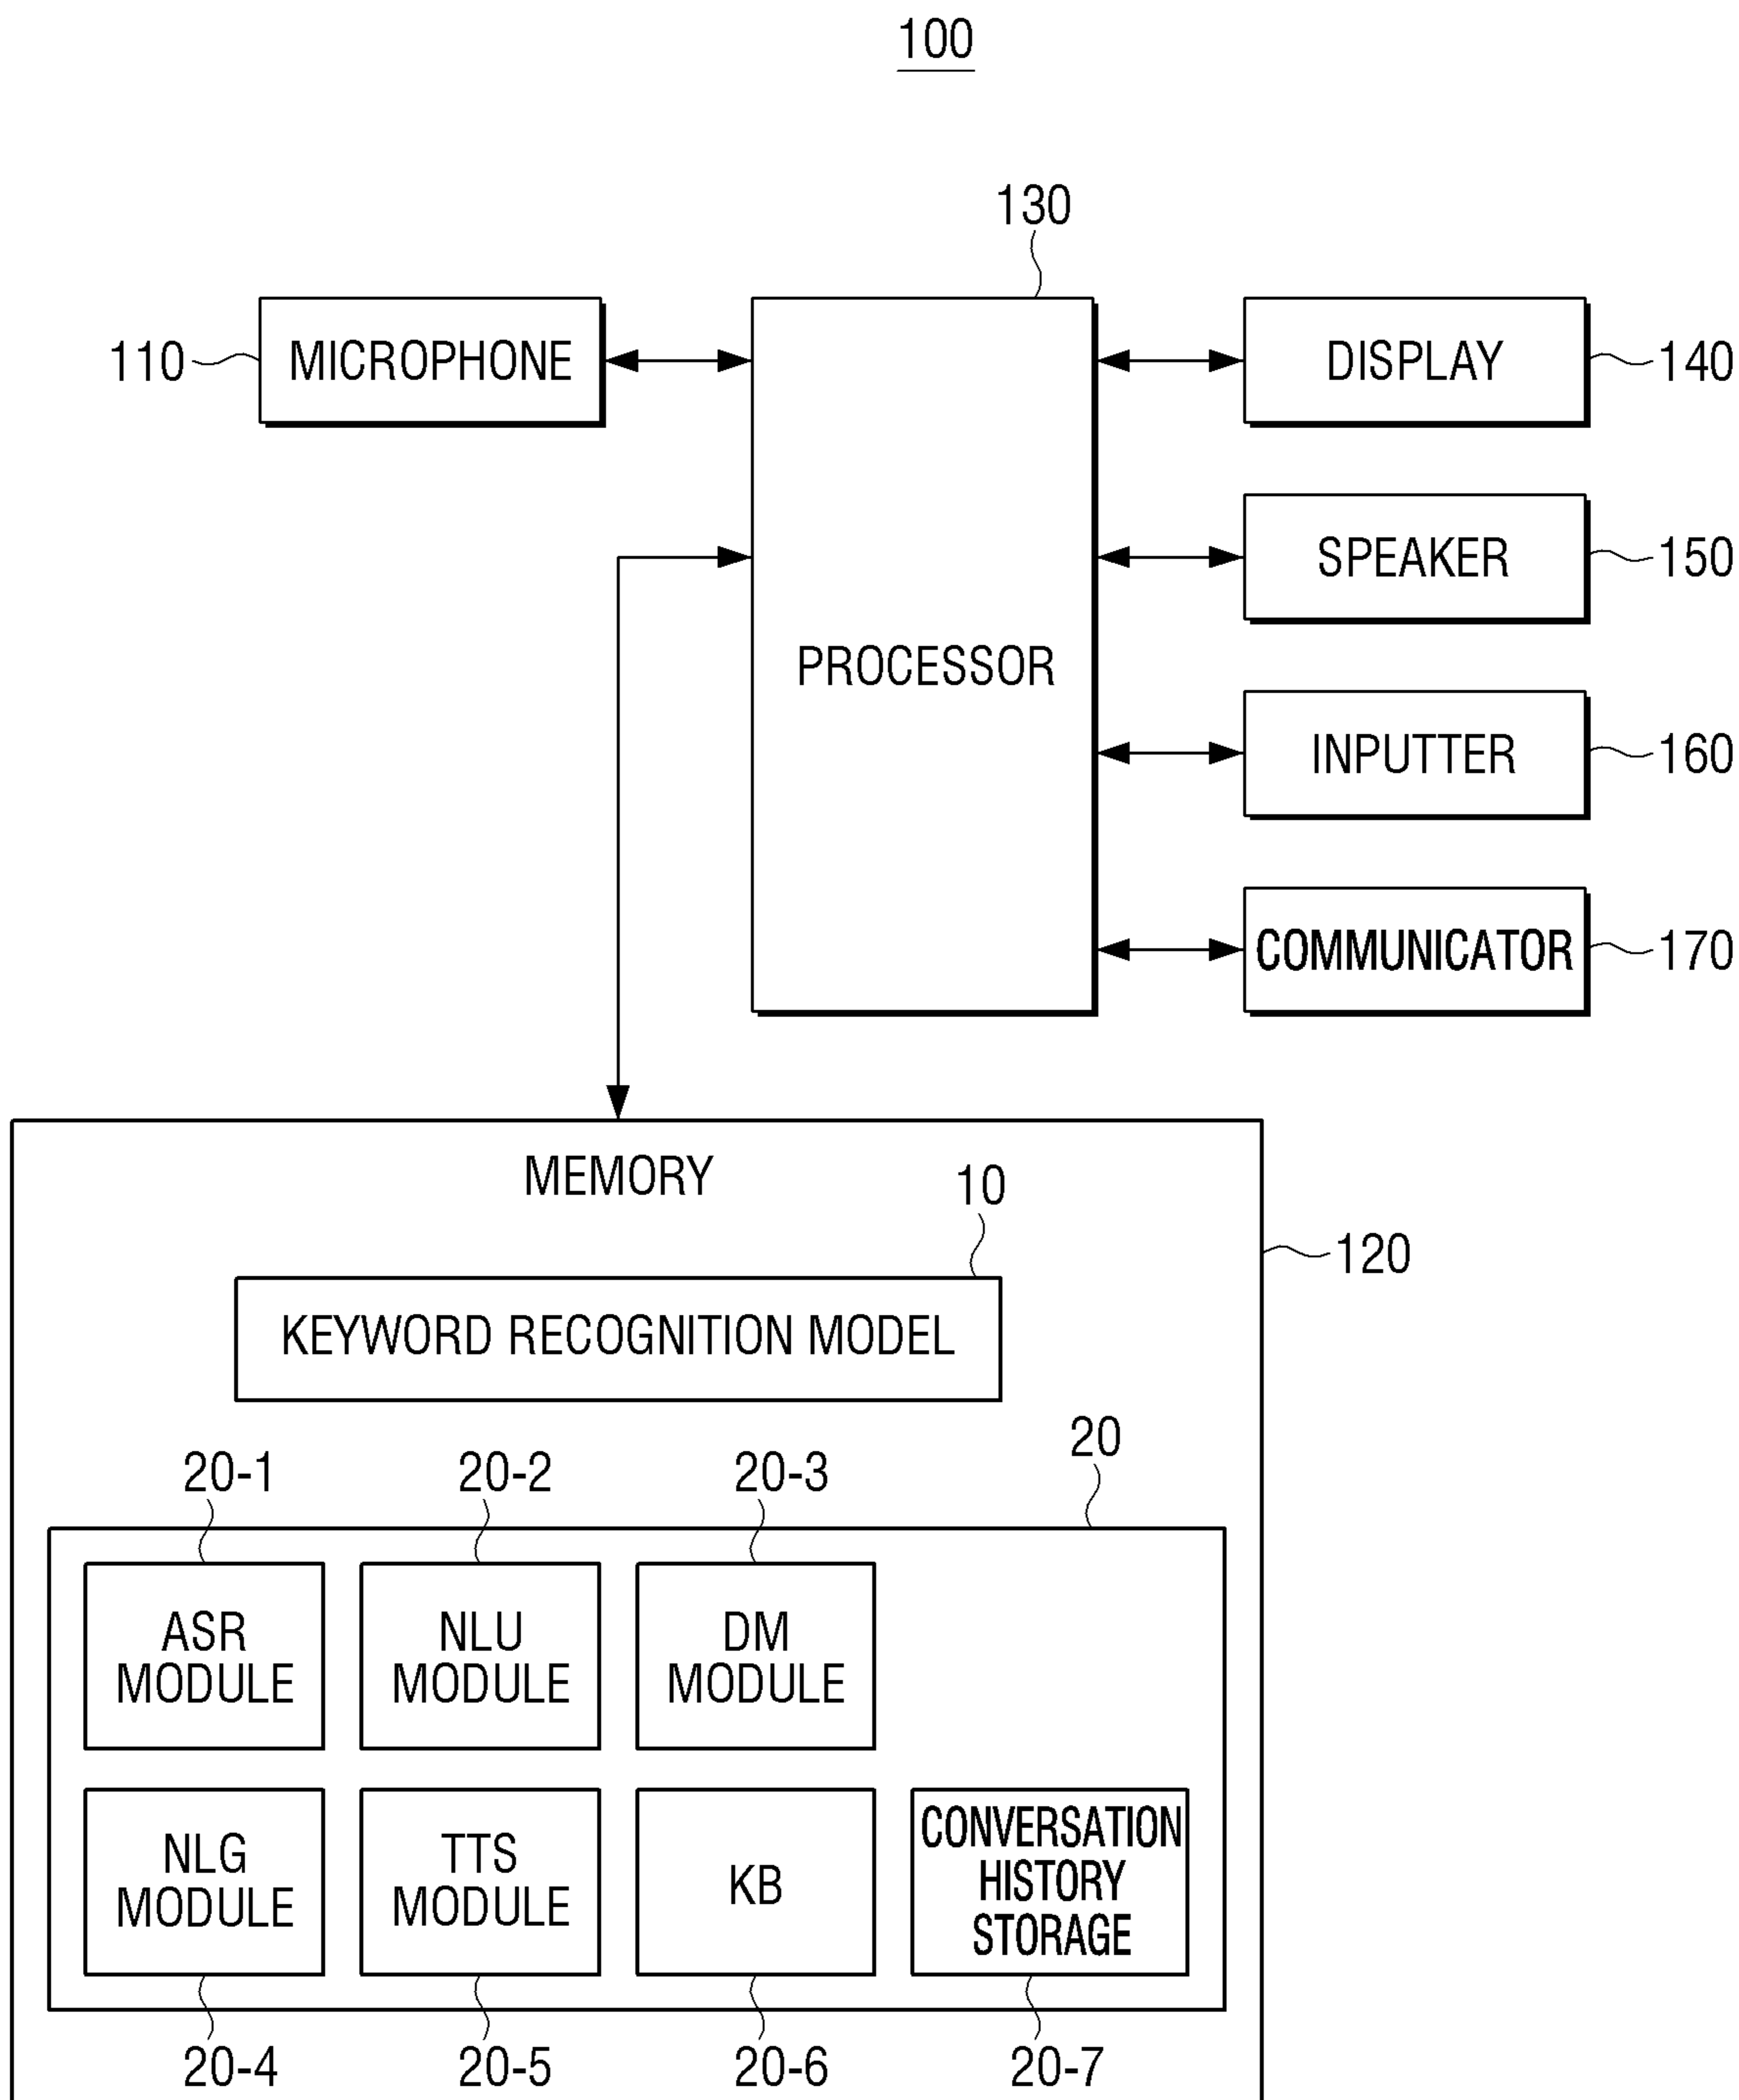 100
130
110
MICROPHONE
DISPLAY
140
SPEAKER
150
PROCESSOR
INPUTTER
160
COMMUNICATOR
170
MEMORY
10
120
KEYWORD RECOGNITION MODEL
20
20-1
20-2
20-3
ASR
MODULE
NLU
MODULE
DM
MODULE
NLG
MODULE
TTS
MODULE
KB
CONVERSATION
HISTORY
STORAGE
20-4
20-5
20-6
20-7